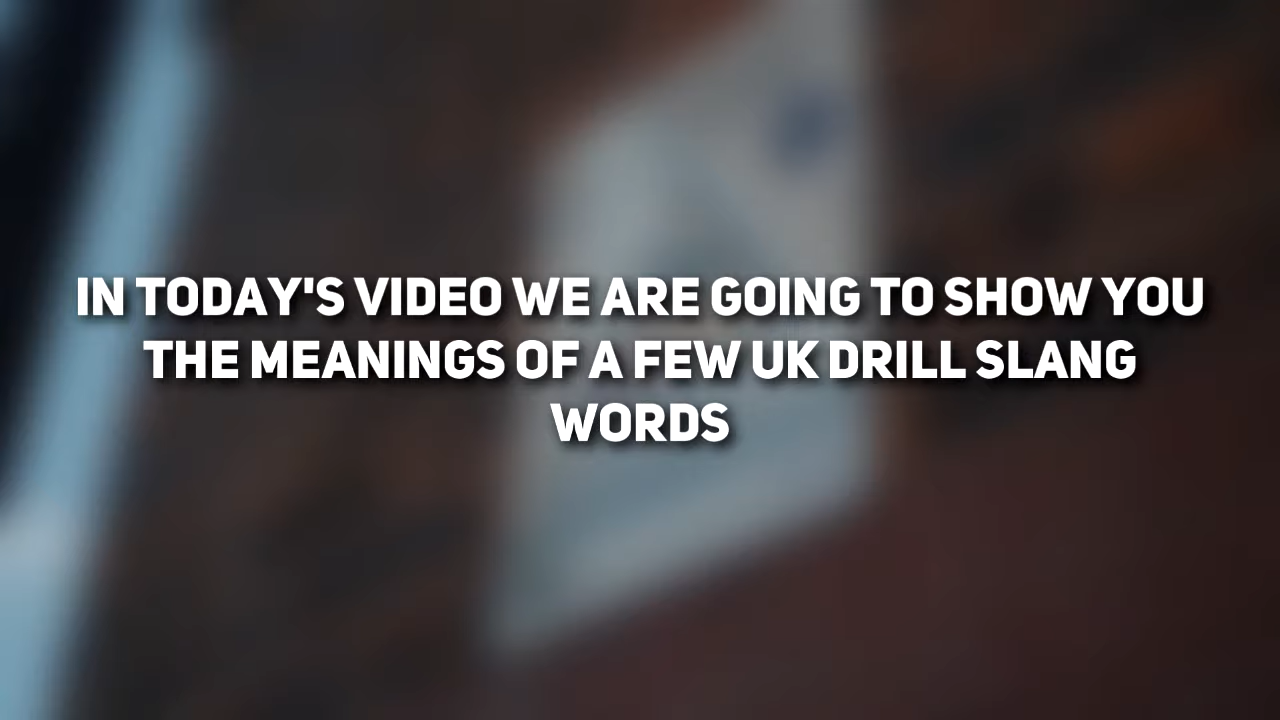 IN TODAY'S VIDEO WE ARE GOING TO SHOW YOU
THE MEANINGS OF A FEW UK DRILL SLANG
WORDS